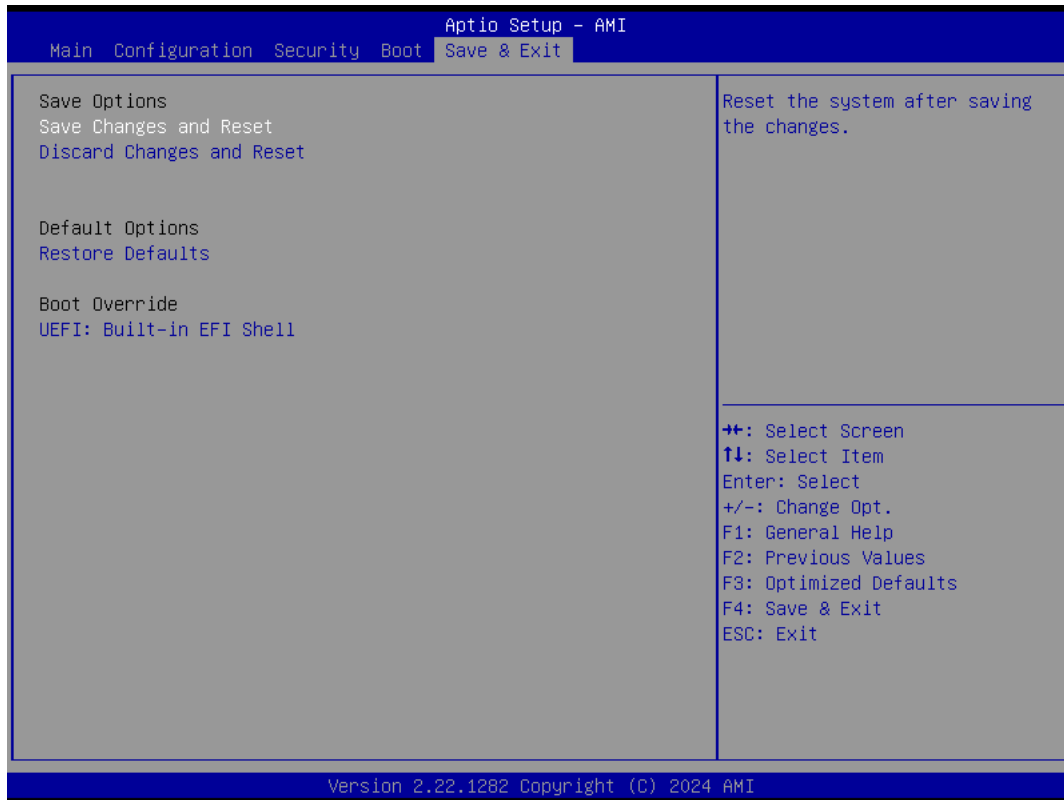 Aptio Setup – AMI
Main Configuration Security Boot Save & Exit
Save Options
Save Changes and Reset
Discard Changes and Reset
Default Options
Restore Defaults
Boot Override
UEFI: Built-in EFI Shell
Reset the system after saving
the changes.
→←: Select Screen
↑↓: Select Item
Enter: Select
+/-: Change Opt.
F1: General Help
F2: Previous Values
F3: Optimized Defaults
F4: Save & Exit
ESC: Exit
Version 2.22.1282 Copyright (C) 2024 AMI